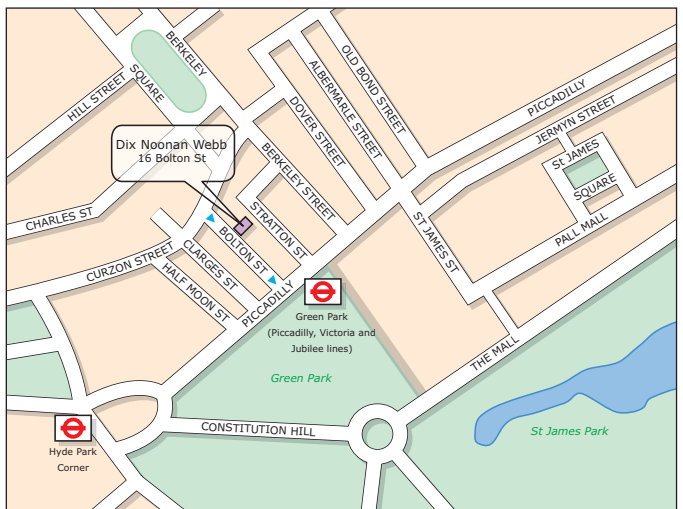 BERKELEY
SQUARE
HILL STREET
OLD BOND STREET
ALBERMARLE STREET
DOVER STREET
PICCADILLY
JERMYN STREET
Dix Noonan Webb
16 Bolton St
BERKELEY STREET
St JAMES
SQUARE
CHARLES ST
STRATTON ST
BOLTON ST
ST JAMES ST
PALL MALL
CURZON STREET
CLARGES ST
HALF MOON ST
PICCADILLY
Green Park
(Piccadilly, Victoria and
Jubilee lines)
THE MALL
Green Park
CONSTITUTION HILL
St James Park
Hyde Park
Corner